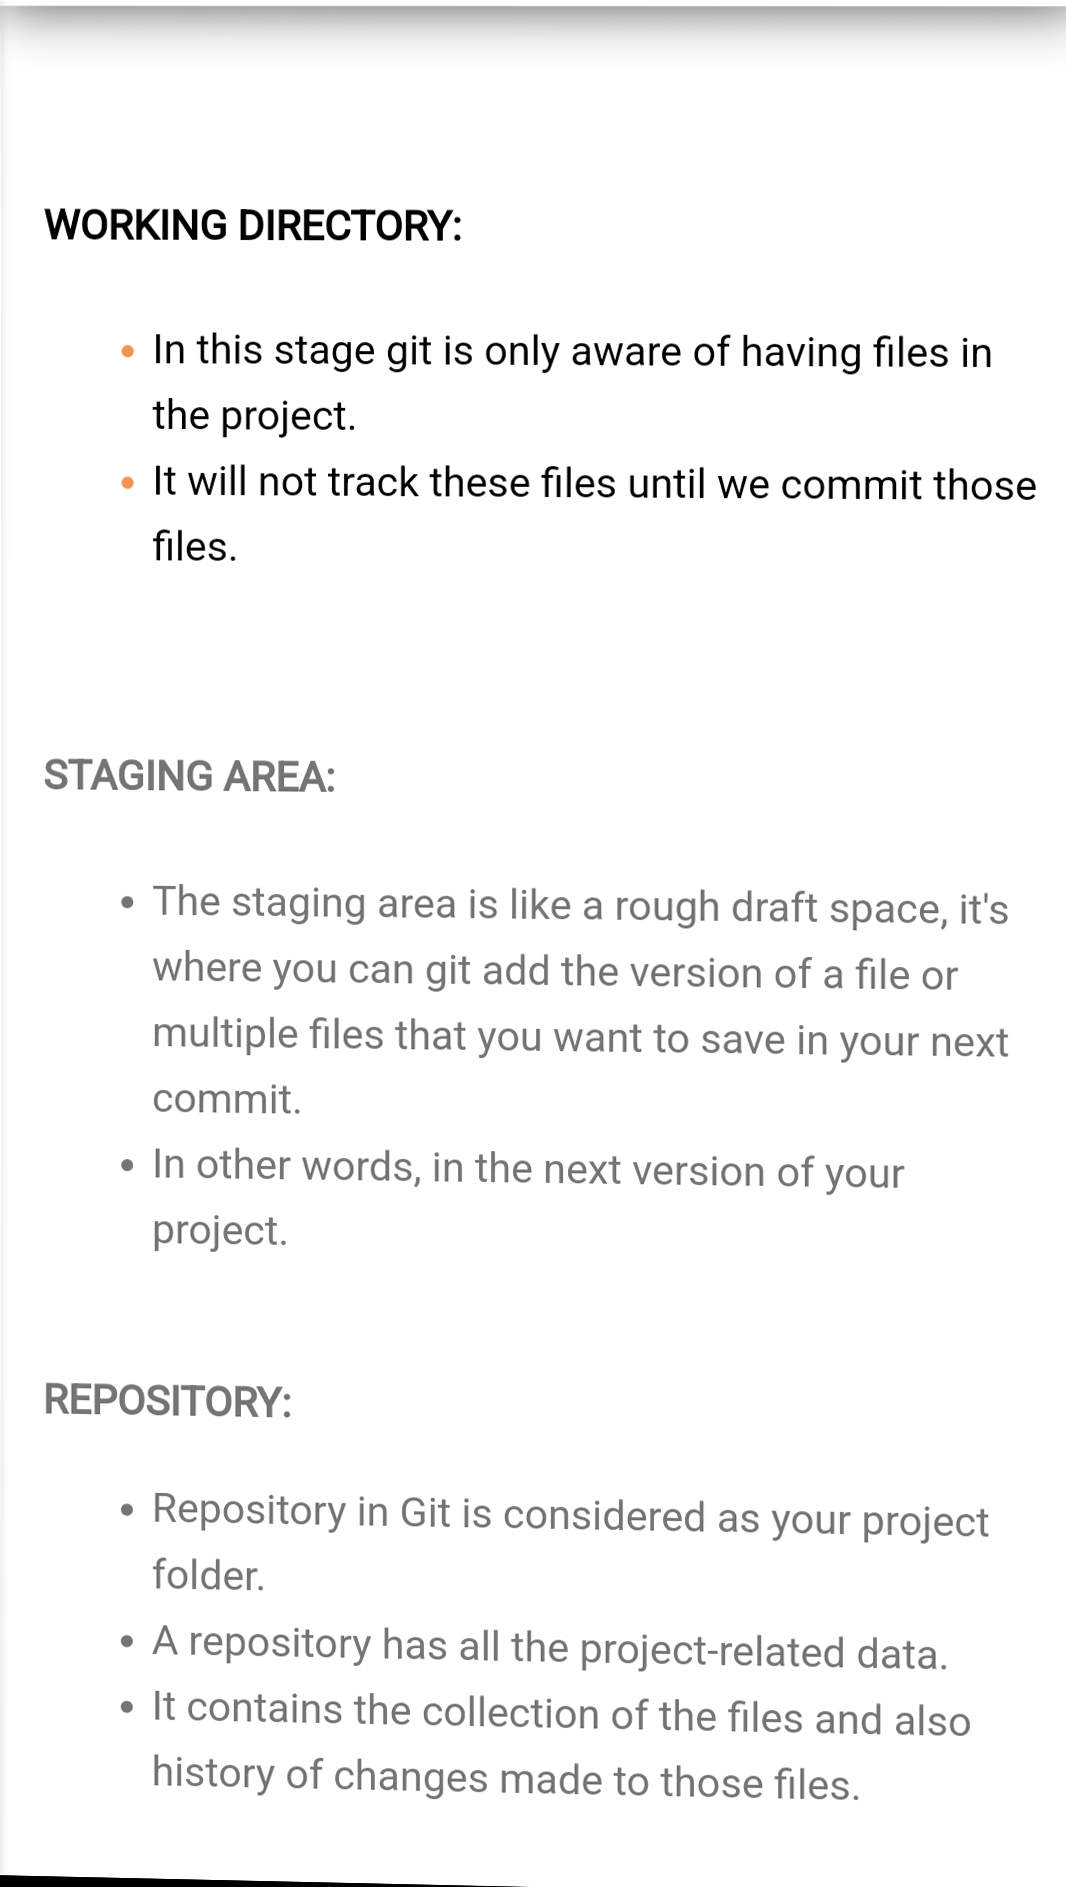 WORKING DIRECTORY:
• In this stage git is only aware of having files in
the project.
• It will not track these files until we commit those
files.
STAGING AREA:
• The staging area is like a rough draft space, it's
where you can git add the version of a file or
multiple files that you want to save in your next
commit.
• In other words, in the next version of your
project.
REPOSITORY:
• Repository in Git is considered as your project
folder.
• A repository has all the project-related data.
• It contains the collection of the files and also
history of changes made to those files.